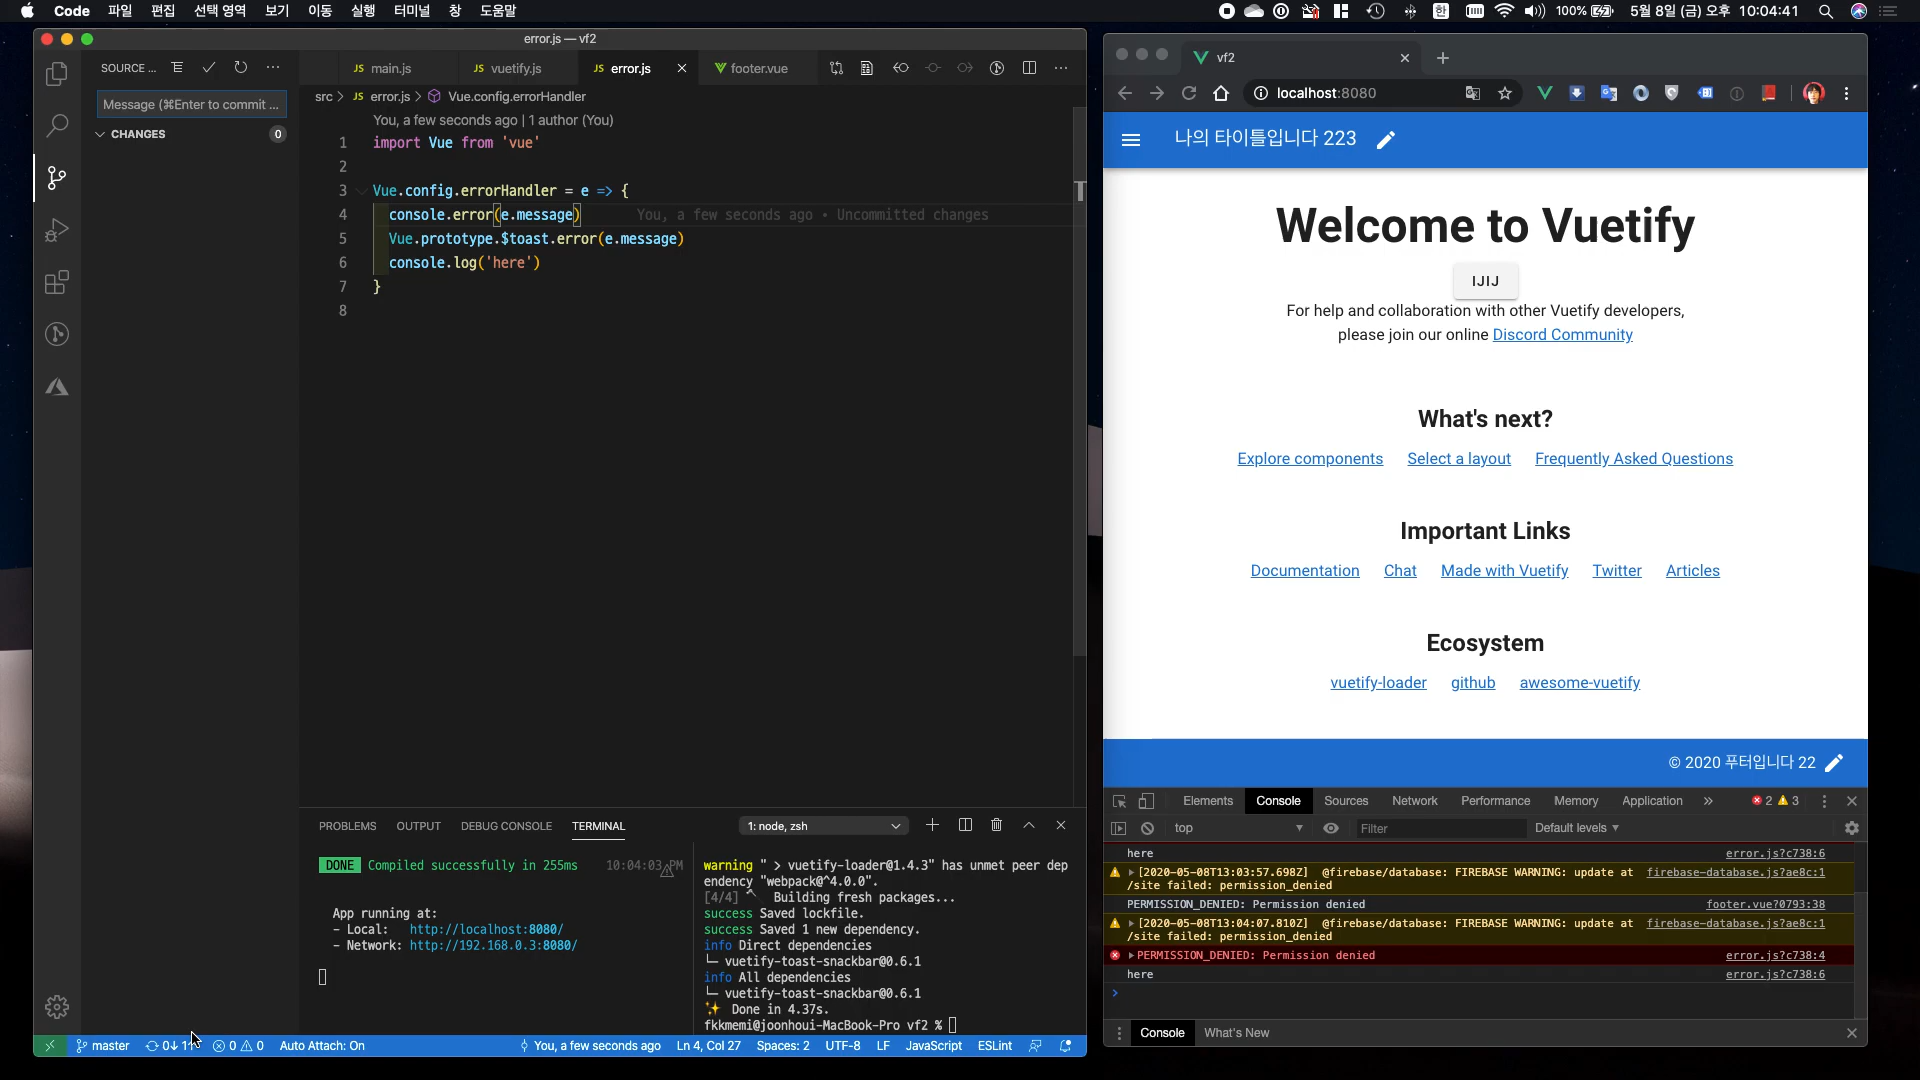 Code 파일 편집 선택 영역 보기 이동 실행 터미널 창 도움말
100% 5월 8일 (금) 오후 10:04:41
error.js — vf2
SOURCE ...
Message (⌘Enter to commit ...
CHANGES 0
JS main.js JS vuetify.js JS error.js footer.vue
src > JS error.js > Vue.config.errorHandler
You, a few seconds ago | 1 author (You)
1 import Vue from 'vue'
2
3 Vue.config.errorHandler = e => {
4 console.error(e.message) You, a few seconds ago • Uncommitted changes
5 Vue.prototype.$toast.error(e.message)
6 console.log('here')
7 }
8
PROBLEMS OUTPUT DEBUG CONSOLE TERMINAL 1: node, zsh
DONE Compiled successfully in 255ms 10:04:03 PM
App running at:
- Local: http://localhost:8080/
- Network: http://192.168.0.3:8080/
warning " > vuetify-loader@1.4.3" has unmet peer dep
endency "webpack@^4.0.0".
[4/4] Building fresh packages...
success Saved lockfile.
success Saved 1 new dependency.
info Direct dependencies
└─ vuetify-toast-snackbar@0.6.1
info All dependencies
└─ vuetify-toast-snackbar@0.6.1
Done in 4.37s.
fkkmemi@joonhoui-MacBook-Pro vf2 %
master 0↓ 1↑ 0 0 Auto Attach: On You, a few seconds ago Ln 4, Col 27 Spaces: 2 UTF-8 LF JavaScript ESLint
vf2
localhost:8080
나의 타이틀입니다 223
Welcome to Vuetify
IJIJ
For help and collaboration with other Vuetify developers,
please join our online Discord Community
What's next?
Explore components Select a layout Frequently Asked Questions
Important Links
Documentation Chat Made with Vuetify Twitter Articles
Ecosystem
vuetify-loader github awesome-vuetify
© 2020 푸터입니다 22
Elements Console Sources Network Performance Memory Application » 2 3
top Filter Default levels ▼
here error.js?c738:6
[2020-05-08T13:03:57.698Z] @firebase/database: FIREBASE WARNING: update at firebase-database.js?ae8c:1
/site failed: permission_denied
PERMISSION_DENIED: Permission denied footer.vue?0793:38
[2020-05-08T13:04:07.810Z] @firebase/database: FIREBASE WARNING: update at firebase-database.js?ae8c:1
/site failed: permission_denied
PERMISSION_DENIED: Permission denied error.js?c738:4
here error.js?c738:6
Console What's New